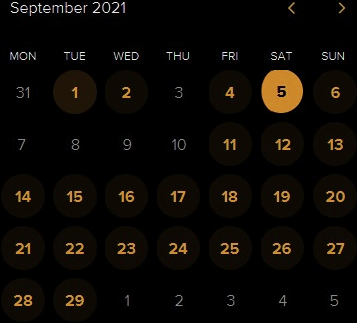 September 2021
MON TUE WED THU FRI SAT SUN
31 1 2 3 4 5 6
7 8 9 10 11 12 13
14 15 16 17 18 19 20
21 22 23 24 25 26 27
28 29 1 2 3 4 5